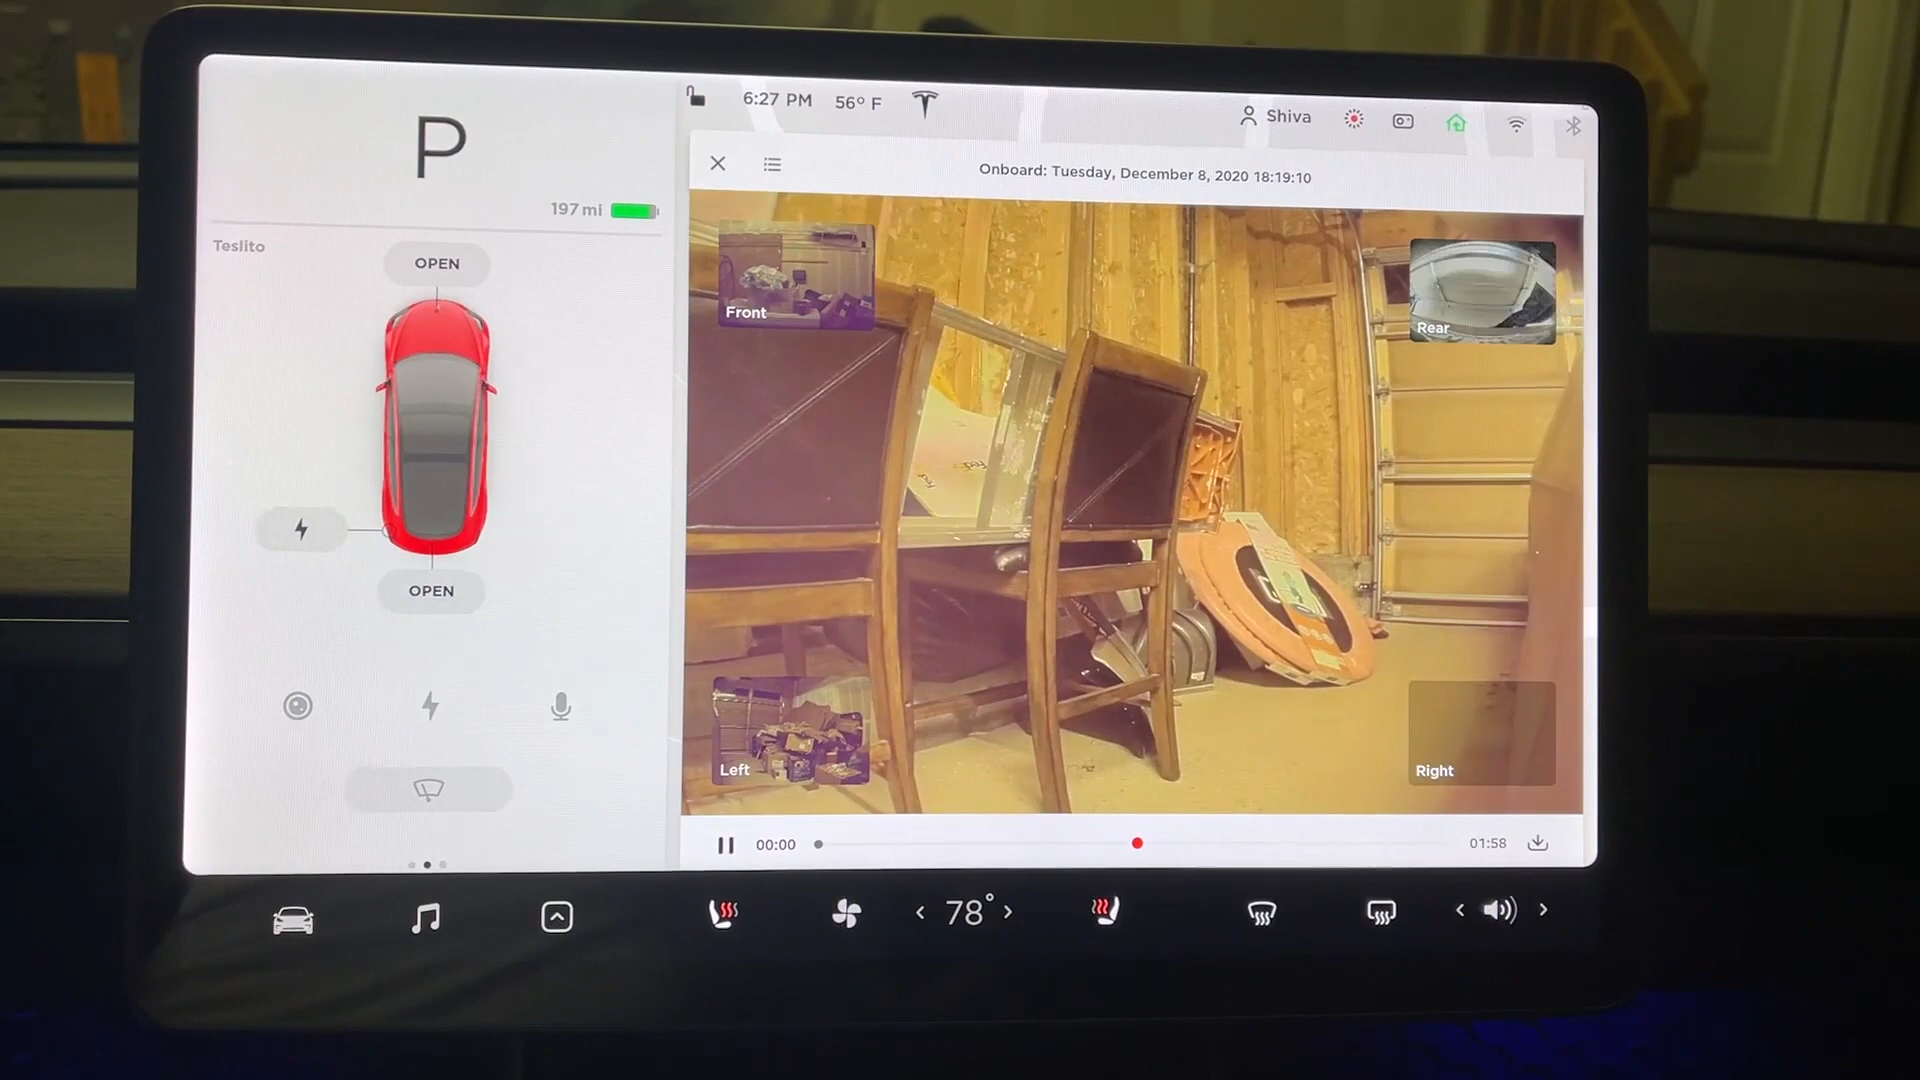 P
197 mi
Teslito
OPEN
OPEN
6:27 PM 56° F
Shiva
Onboard: Tuesday, December 8, 2020 18:19:10
Front
Rear
FedEx
Left
Right
00:00
01:58
78°